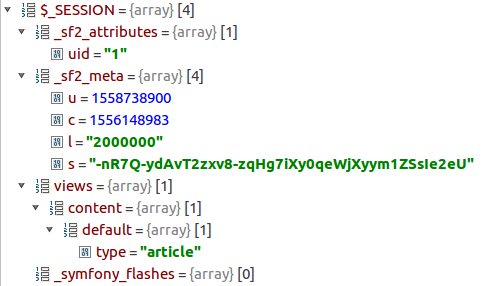 $_SESSION = {array} [4]
_sf2_attributes = {array} [1]
uid = "1"
_sf2_meta = {array} [4]
u = 1558738900
c = 1556148983
l = "2000000"
s = "-nR7Q-ydAvT2zxv8-zqHg7iXy0qeWjXyym1ZSsIe2eU"
views = {array} [1]
content = {array} [1]
default = {array} [1]
type = "article"
_symfony_flashes = {array} [0]